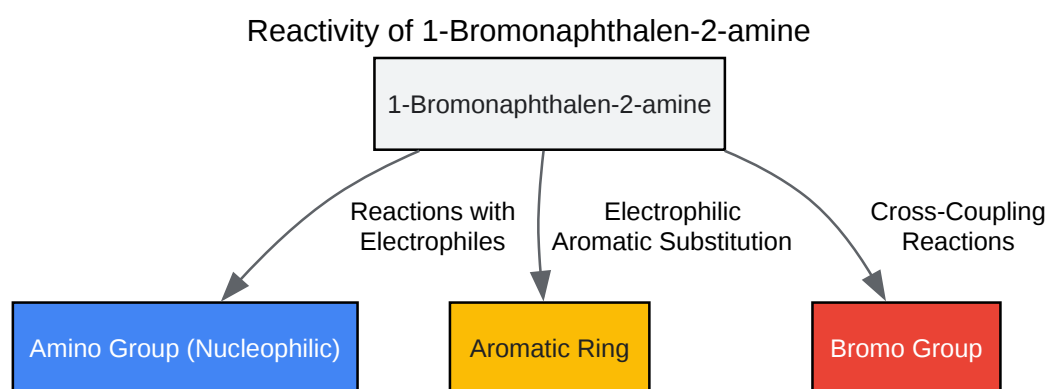 Reactivity of 1-Bromonaphthalen-2-amine
1-Bromonaphthalen-2-amine
Reactions with
Electrophiles
Electrophilic
Aromatic Substitution
Cross-Coupling
Reactions
Amino Group (Nucleophilic)
Aromatic Ring
Bromo Group